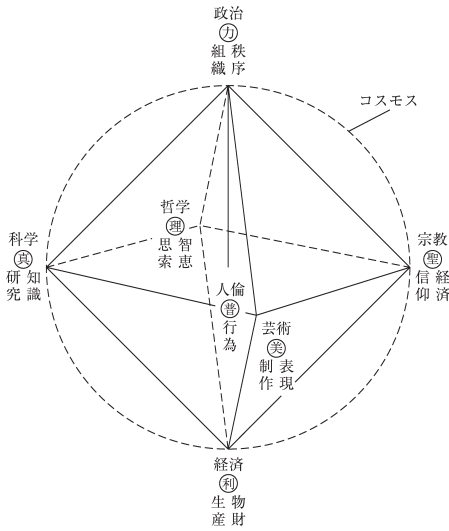 政治
力
秩序
組織
コスモス
哲学
理
智恵
思索
科学
真
知識
研究
宗教
聖
経済
信仰
人倫
普
行為
芸術
美
表現
制作
経済
利
物財
生産